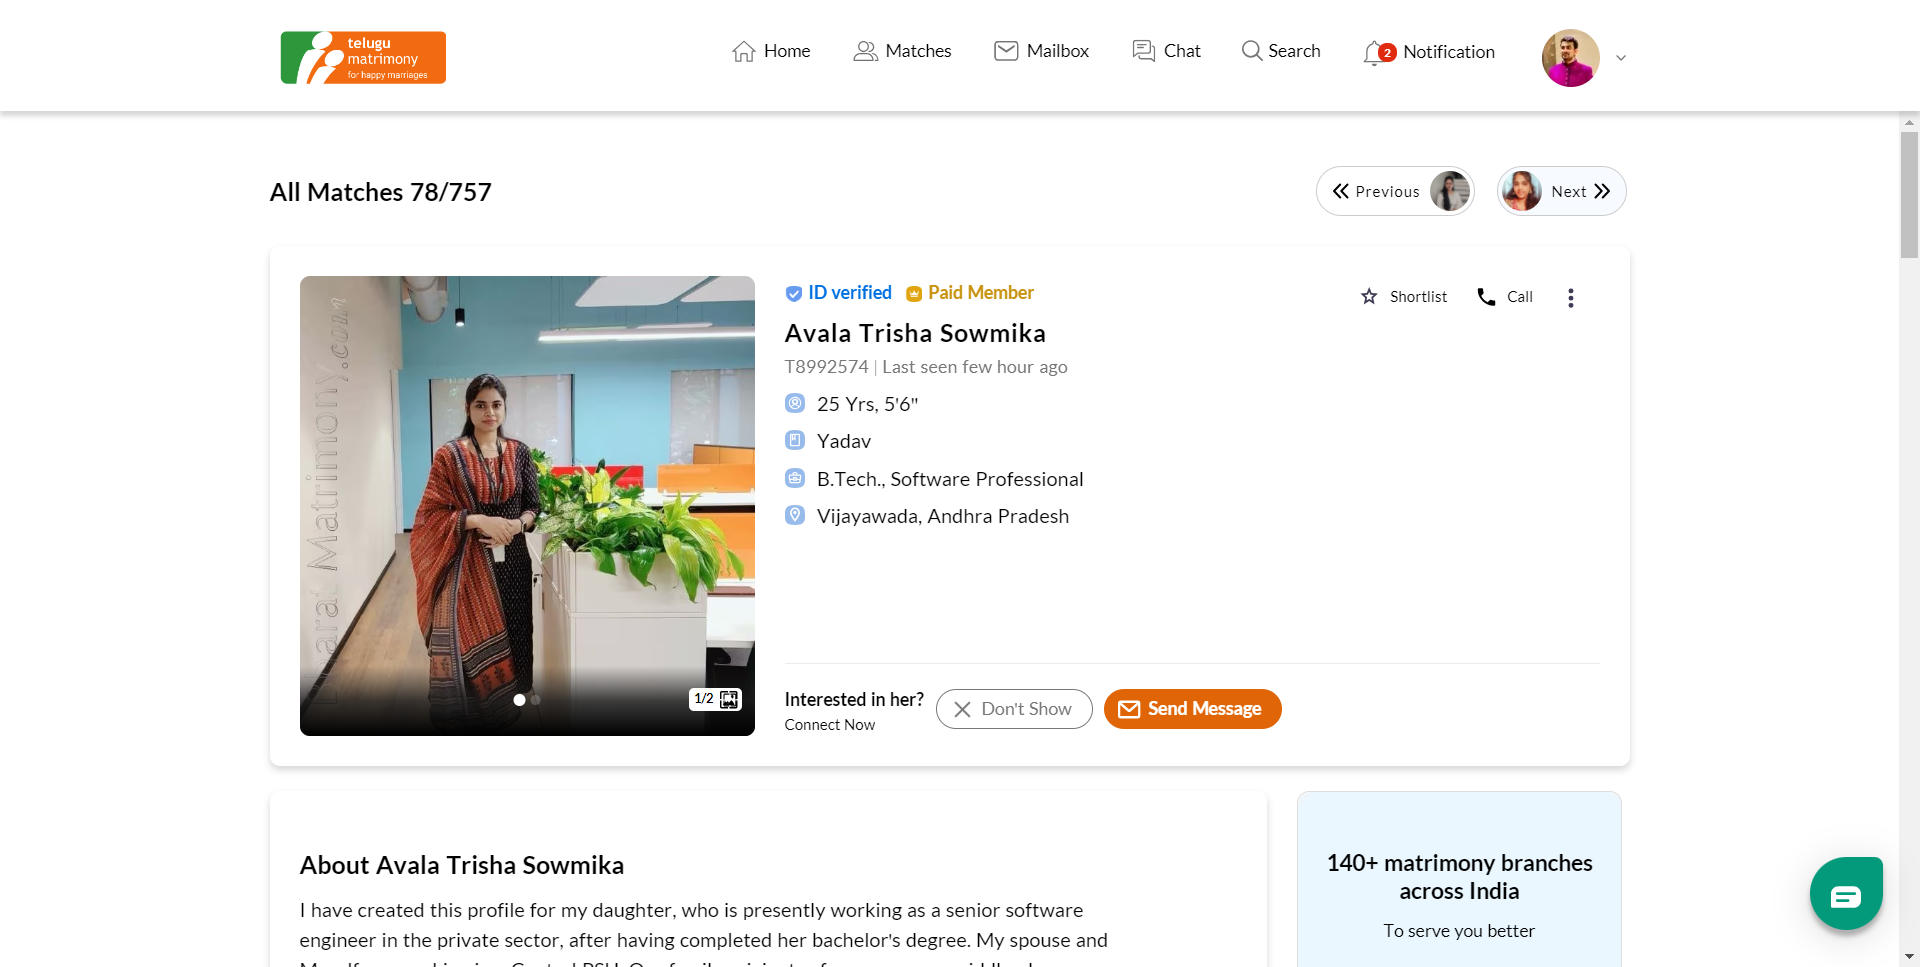 telugu
matrimony
for happy marriages
Home
Matches
Mailbox
Chat
Search
2
Notification
All Matches 78/757
Previous
Next
Bharat Matrimony.com
ID verified
Paid Member
Shortlist
Call
Avala Trisha Sowmika
T8992574 | Last seen few hour ago
25 Yrs, 5'6"
Yadav
B.Tech., Software Professional
Vijayawada, Andhra Pradesh
1/2
Interested in her?
Connect Now
Don't Show
Send Message
About Avala Trisha Sowmika
I have created this profile for my daughter, who is presently working as a senior software
engineer in the private sector, after having completed her bachelor's degree. My spouse and
140+ matrimony branches
across India
To serve you better